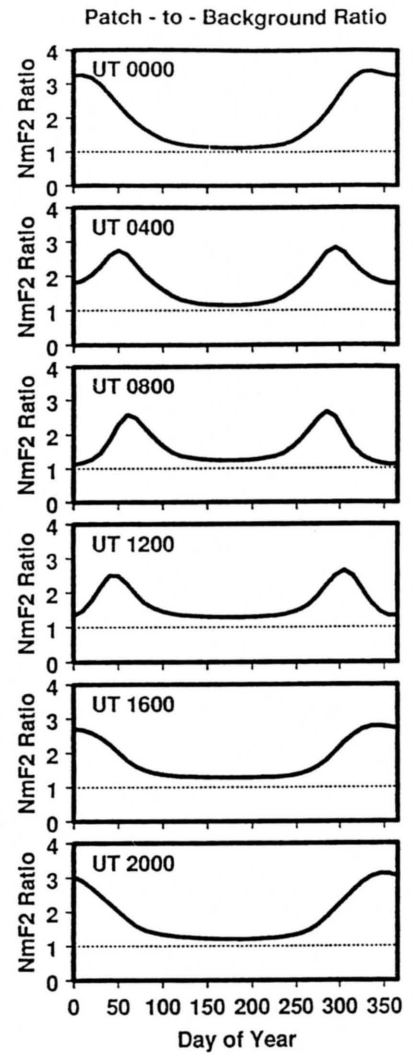 Patch - to - Background Ratio
4
3
2
1
0
NmF2 Ratio
UT 0000
4
3
2
1
0
NmF2 Ratio
UT 0400
4
3
2
1
0
NmF2 Ratio
UT 0800
4
3
2
1
0
NmF2 Ratio
UT 1200
4
3
2
1
0
NmF2 Ratio
UT 1600
4
3
2
1
0
NmF2 Ratio
UT 2000
0 50 100 150 200 250 300 350
Day of Year